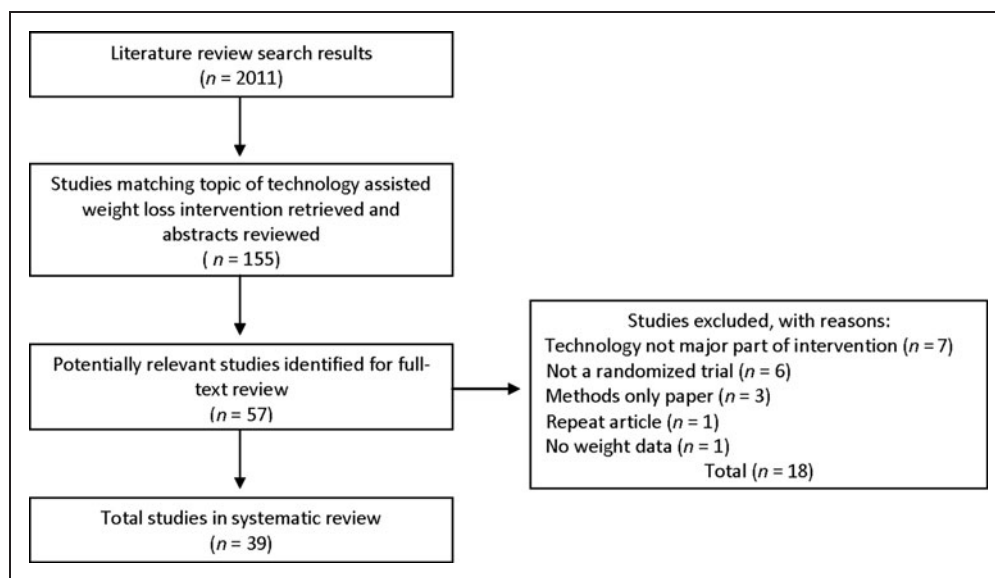 Literature review search results
(n = 2011)
Studies matching topic of technology assisted
weight loss intervention retrieved and
abstracts reviewed
( n = 155)
Potentially relevant studies identified for full-
text review
(n = 57)
Studies excluded, with reasons:
Technology not major part of intervention (n = 7)
Not a randomized trial (n = 6)
Methods only paper (n = 3)
Repeat article (n = 1)
No weight data (n = 1)
Total (n = 18)
Total studies in systematic review
(n = 39)